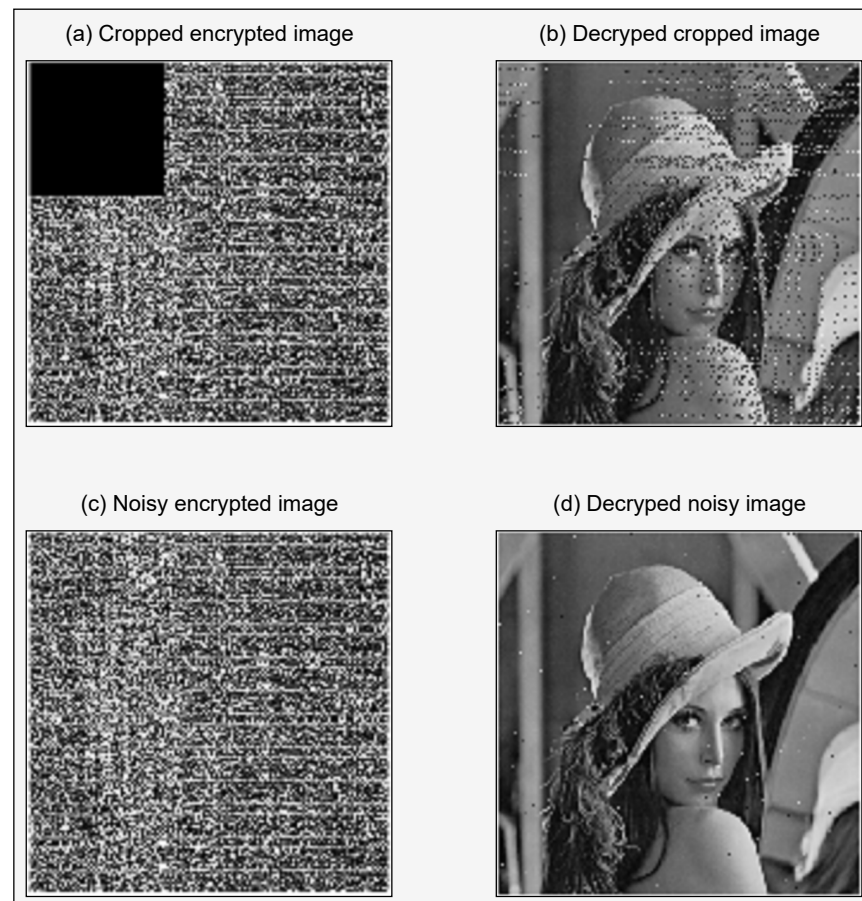 (a) Cropped encrypted image
(b) Decryped cropped image
(c) Noisy encrypted image
(d) Decryped noisy image